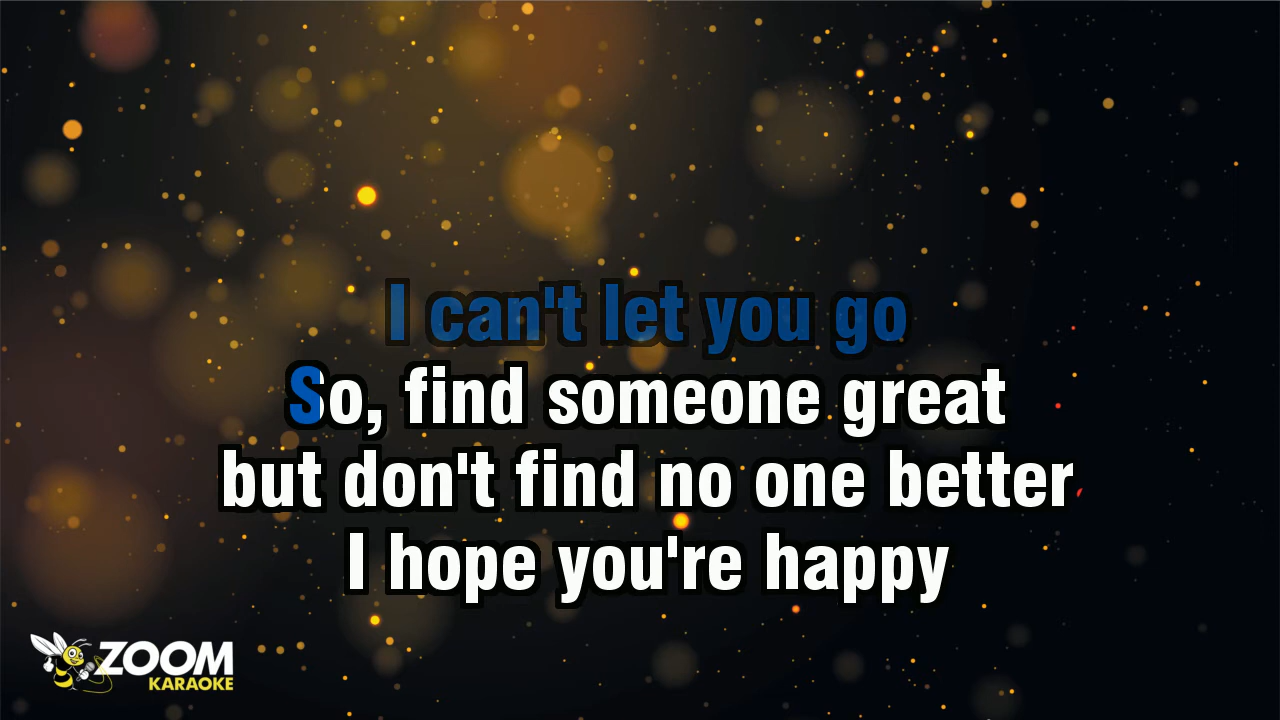 I can't let you go
So, find someone great
but don't find no one better
I hope you're happy
ZOOM
KARAOKE